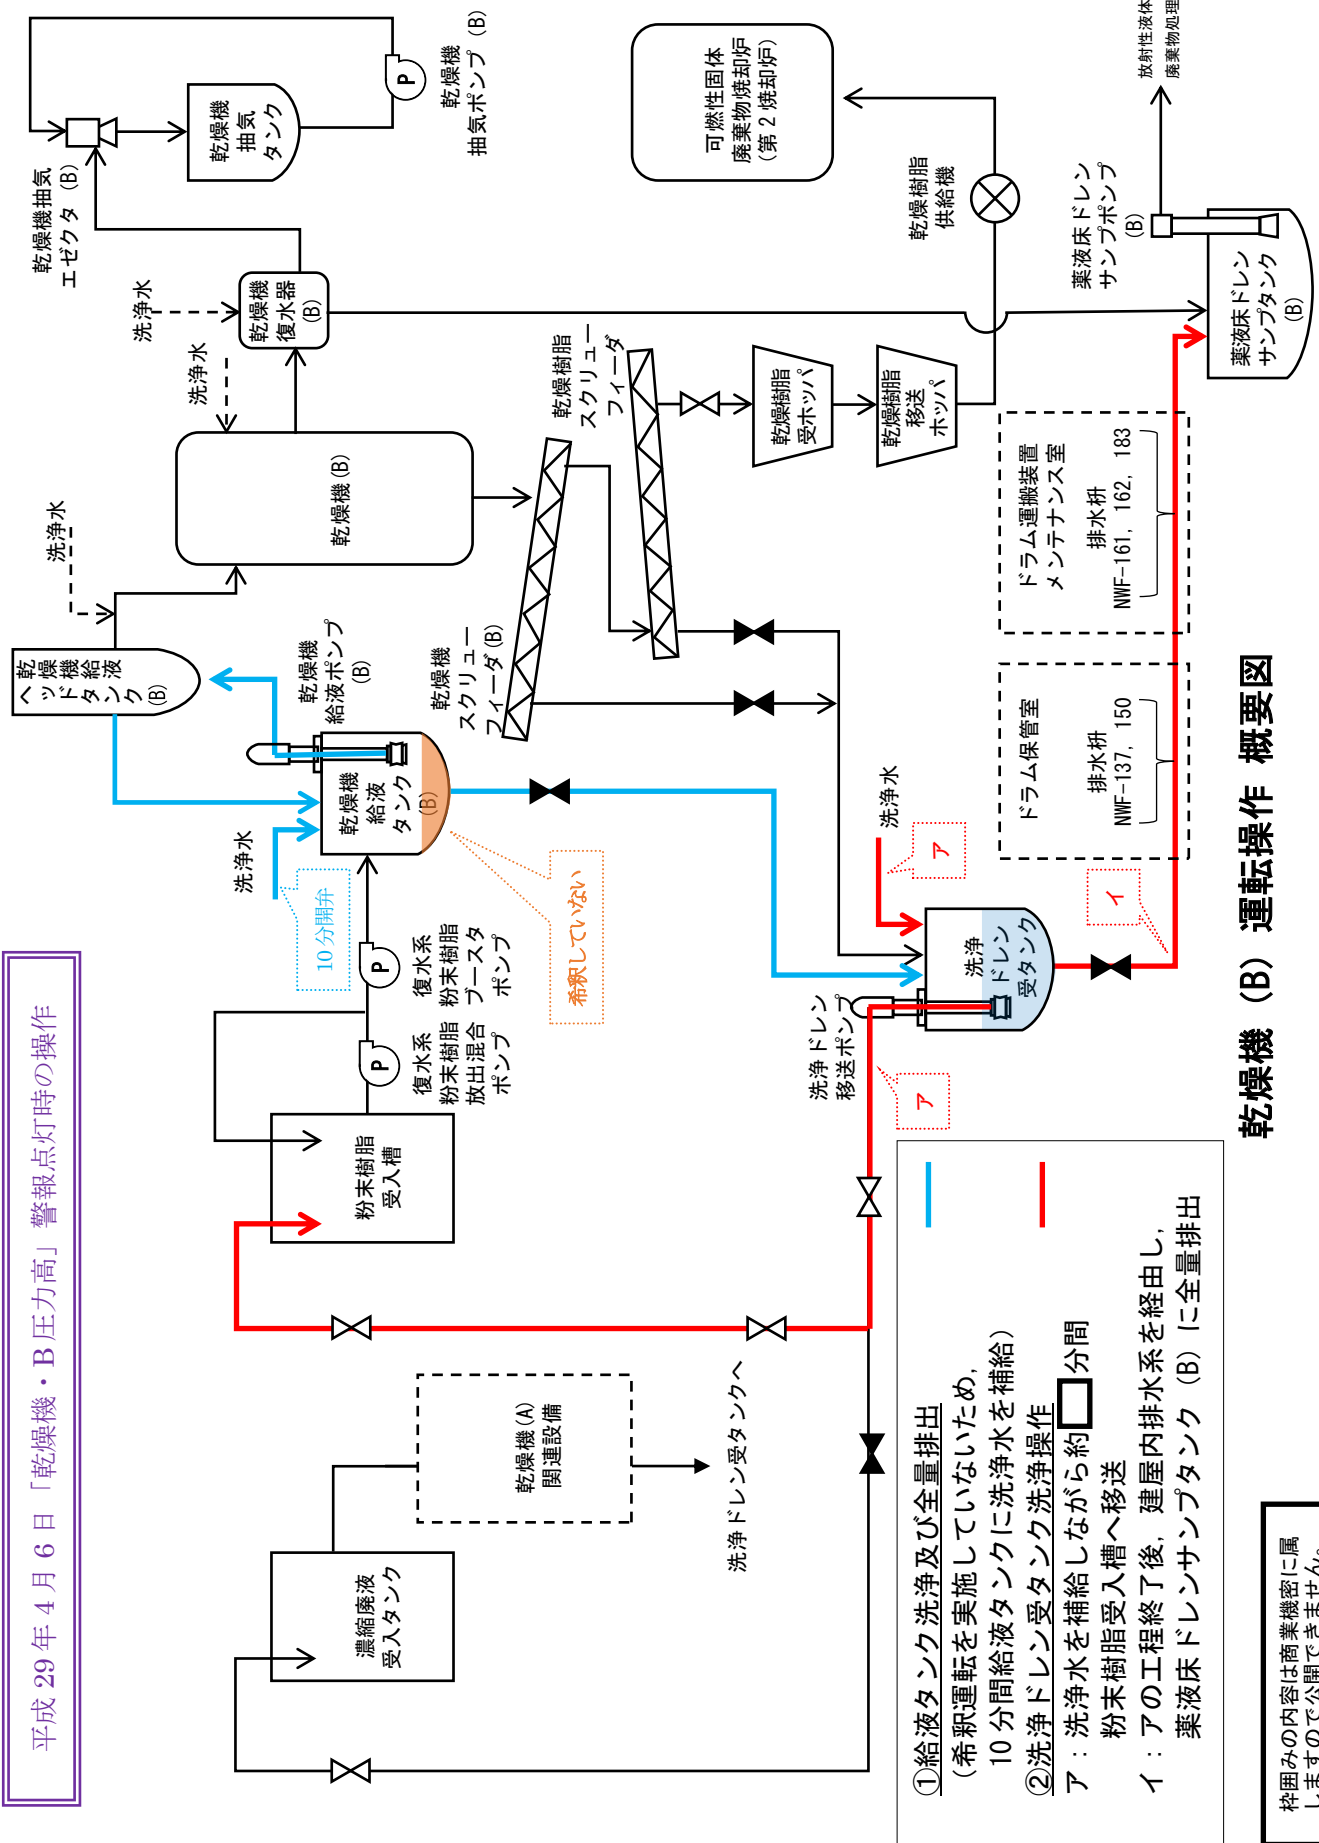 平成 29 年 4 月 6 日 「乾燥機・B 圧力高」 警報点灯時の操作
濃縮廃液
受入タンク
乾燥機(A)
関連設備
洗浄ドレン受タンクへ
粉末樹脂
受入槽
復水系
粉末樹脂
放出混合
ポンプ
P
復水系
粉末樹脂
ブースタ
ポンプ
P
10 分開弁
洗浄水
希釈していない
乾燥機
給液
タンク
(B)
乾燥機
給液ポンプ
(B)
乾燥機給液
ヘッドタンク
(B)
洗浄水
乾燥機(B)
洗浄水
洗浄水
乾燥機
復水器
(B)
乾燥機抽気
エゼクタ (B)
乾燥機
抽気
タンク
P
乾燥機
抽気ポンプ (B)
乾燥機
スクリュー
フィーダ(B)
乾燥樹脂
スクリュー
フィーダ
乾燥樹脂
受ホッパ
乾燥樹脂
移送
ホッパ
乾燥樹脂
供給機
可燃性固体
廃棄物焼却炉
(第 2 焼却炉)
洗浄ドレン
移送ポンプ
ア
洗浄
ドレン
受タンク
洗浄水
ア
イ
ドラム保管室
排水枡
NWF-137, 150
ドラム運搬装置
メンテナンス室
排水枡
NWF-161, 162, 183
薬液床ドレン
サンプタンク
(B)
薬液床ドレン
サンプポンプ
(B)
放射性液体
廃棄物処理
①給液タンク洗浄及び全量排出
(希釈運転を実施していないため,
10 分間給液タンクに洗浄水を補給)
②洗浄ドレン受タンク洗浄操作
ア：洗浄水を補給しながら約 分間
粉末樹脂受入槽へ移送
イ：アの工程終了後, 建屋内排水系を経由し,
薬液床ドレンサンプタンク (B) に全量排出
乾燥機 (B) 運転操作 概要図
枠囲みの内容は商業機密に属
しますので公開できません。